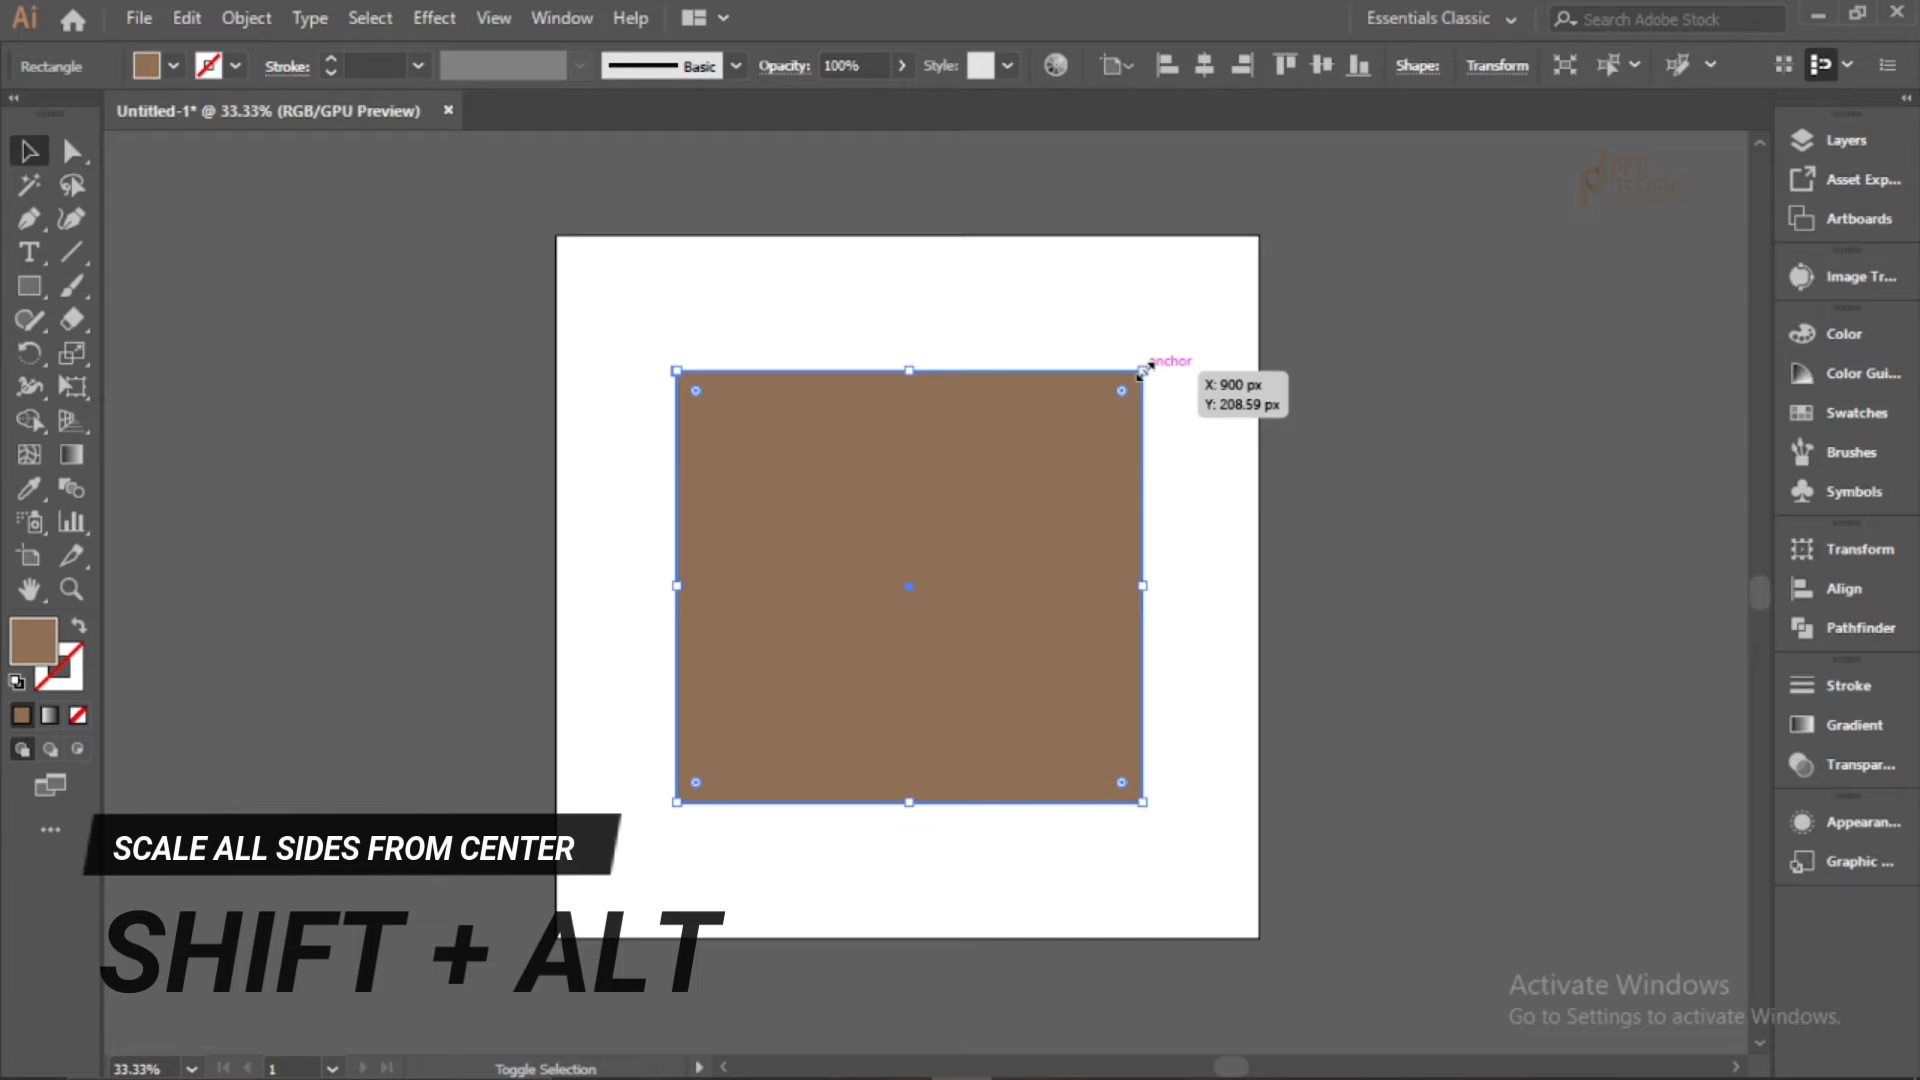 Ai File Edit Object Type Select Effect View Window Help Essentials Classic Search Adobe Stock
Rectangle Stroke: Basic Opacity: 100% Style: Shape: Transform
Untitled-1* @ 33.33% (RGB/GPU Preview) ×
Layers
Asset Exp...
Artboards
Image Tr...
Color
Color Gui...
Swatches
Brushes
Symbols
Transform
Align
Pathfinder
Stroke
Gradient
Transpar...
Appearan...
Graphic ...
anchor
X: 900 px
Y: 208.59 px
SCALE ALL SIDES FROM CENTER
SHIFT + ALT
Activate Windows
Go to Settings to activate Windows.
33.33% 1 Toggle Selection